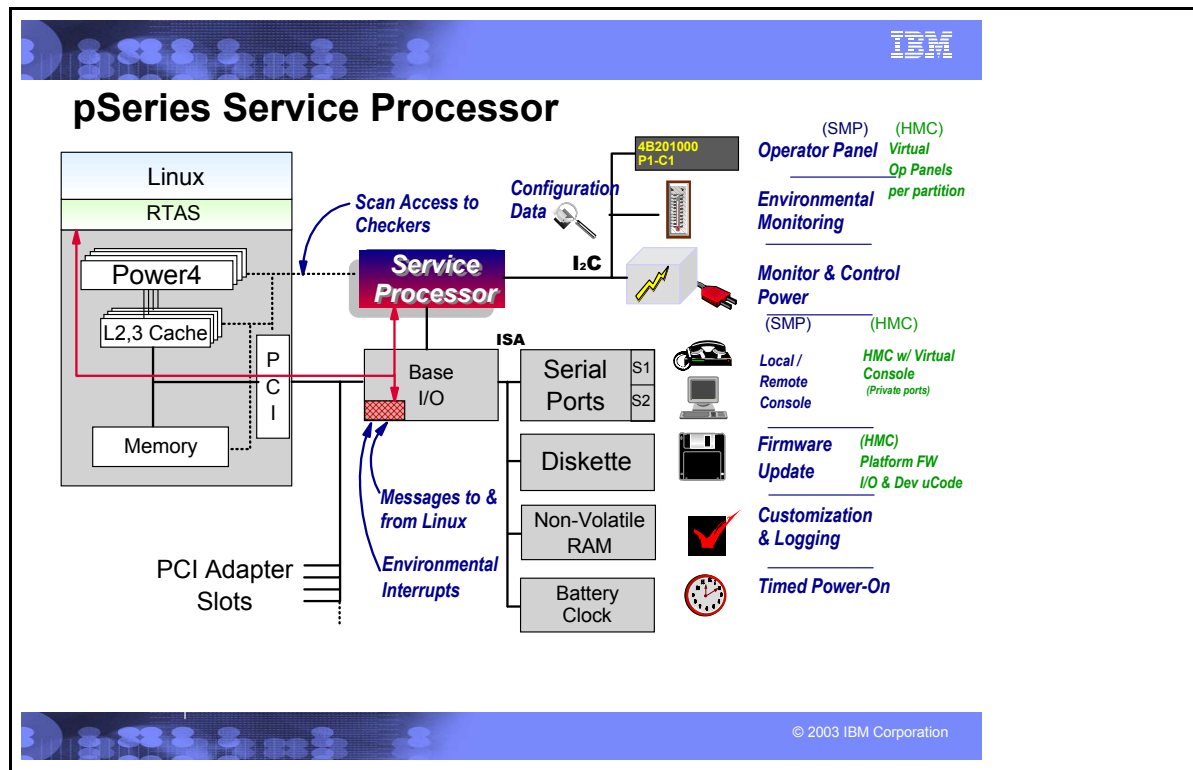 IBM
pSeries Service Processor
Linux
RTAS
Power4
L2,3 Cache
P
C
I
Memory
PCI Adapter
Slots
Scan Access to
Checkers
Service
Processor
Base
I/O
Messages to &
from Linux
Environmental
Interrupts
Configuration
Data
I2C
ISA
4B201000
P1-C1
Serial
Ports
S1
S2
Diskette
Non-Volatile
RAM
Battery
Clock
(SMP) (HMC)
Operator Panel
Virtual
Op Panels
per partition
Environmental
Monitoring
Monitor & Control
Power
(SMP) (HMC)
Local /
Remote
Console
HMC w/ Virtual
Console
(Private ports)
Firmware
Update
(HMC)
Platform FW
I/O & Dev uCode
Customization
& Logging
Timed Power-On
© 2003 IBM Corporation